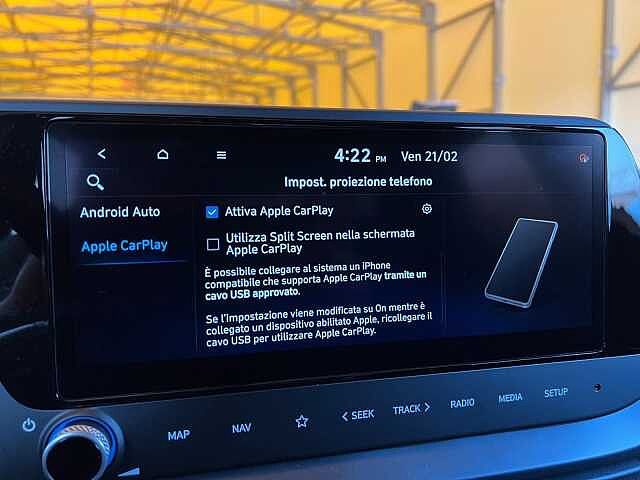 4:22 PM Ven 21/02
Impost. proiezione telefono
Android Auto
Apple CarPlay
Attiva Apple CarPlay
Utilizza Split Screen nella schermata
Apple CarPlay
È possibile collegare al sistema un iPhone
compatibile che supporta Apple CarPlay tramite un
cavo USB approvato.
Se l'Impostazione viene modificata su On mentre è
collegato un dispositivo abilitato Apple, ricollegare il
cavo USB per utilizzare Apple CarPlay.
MAP NAV SEEK TRACK RADIO MEDIA SETUP